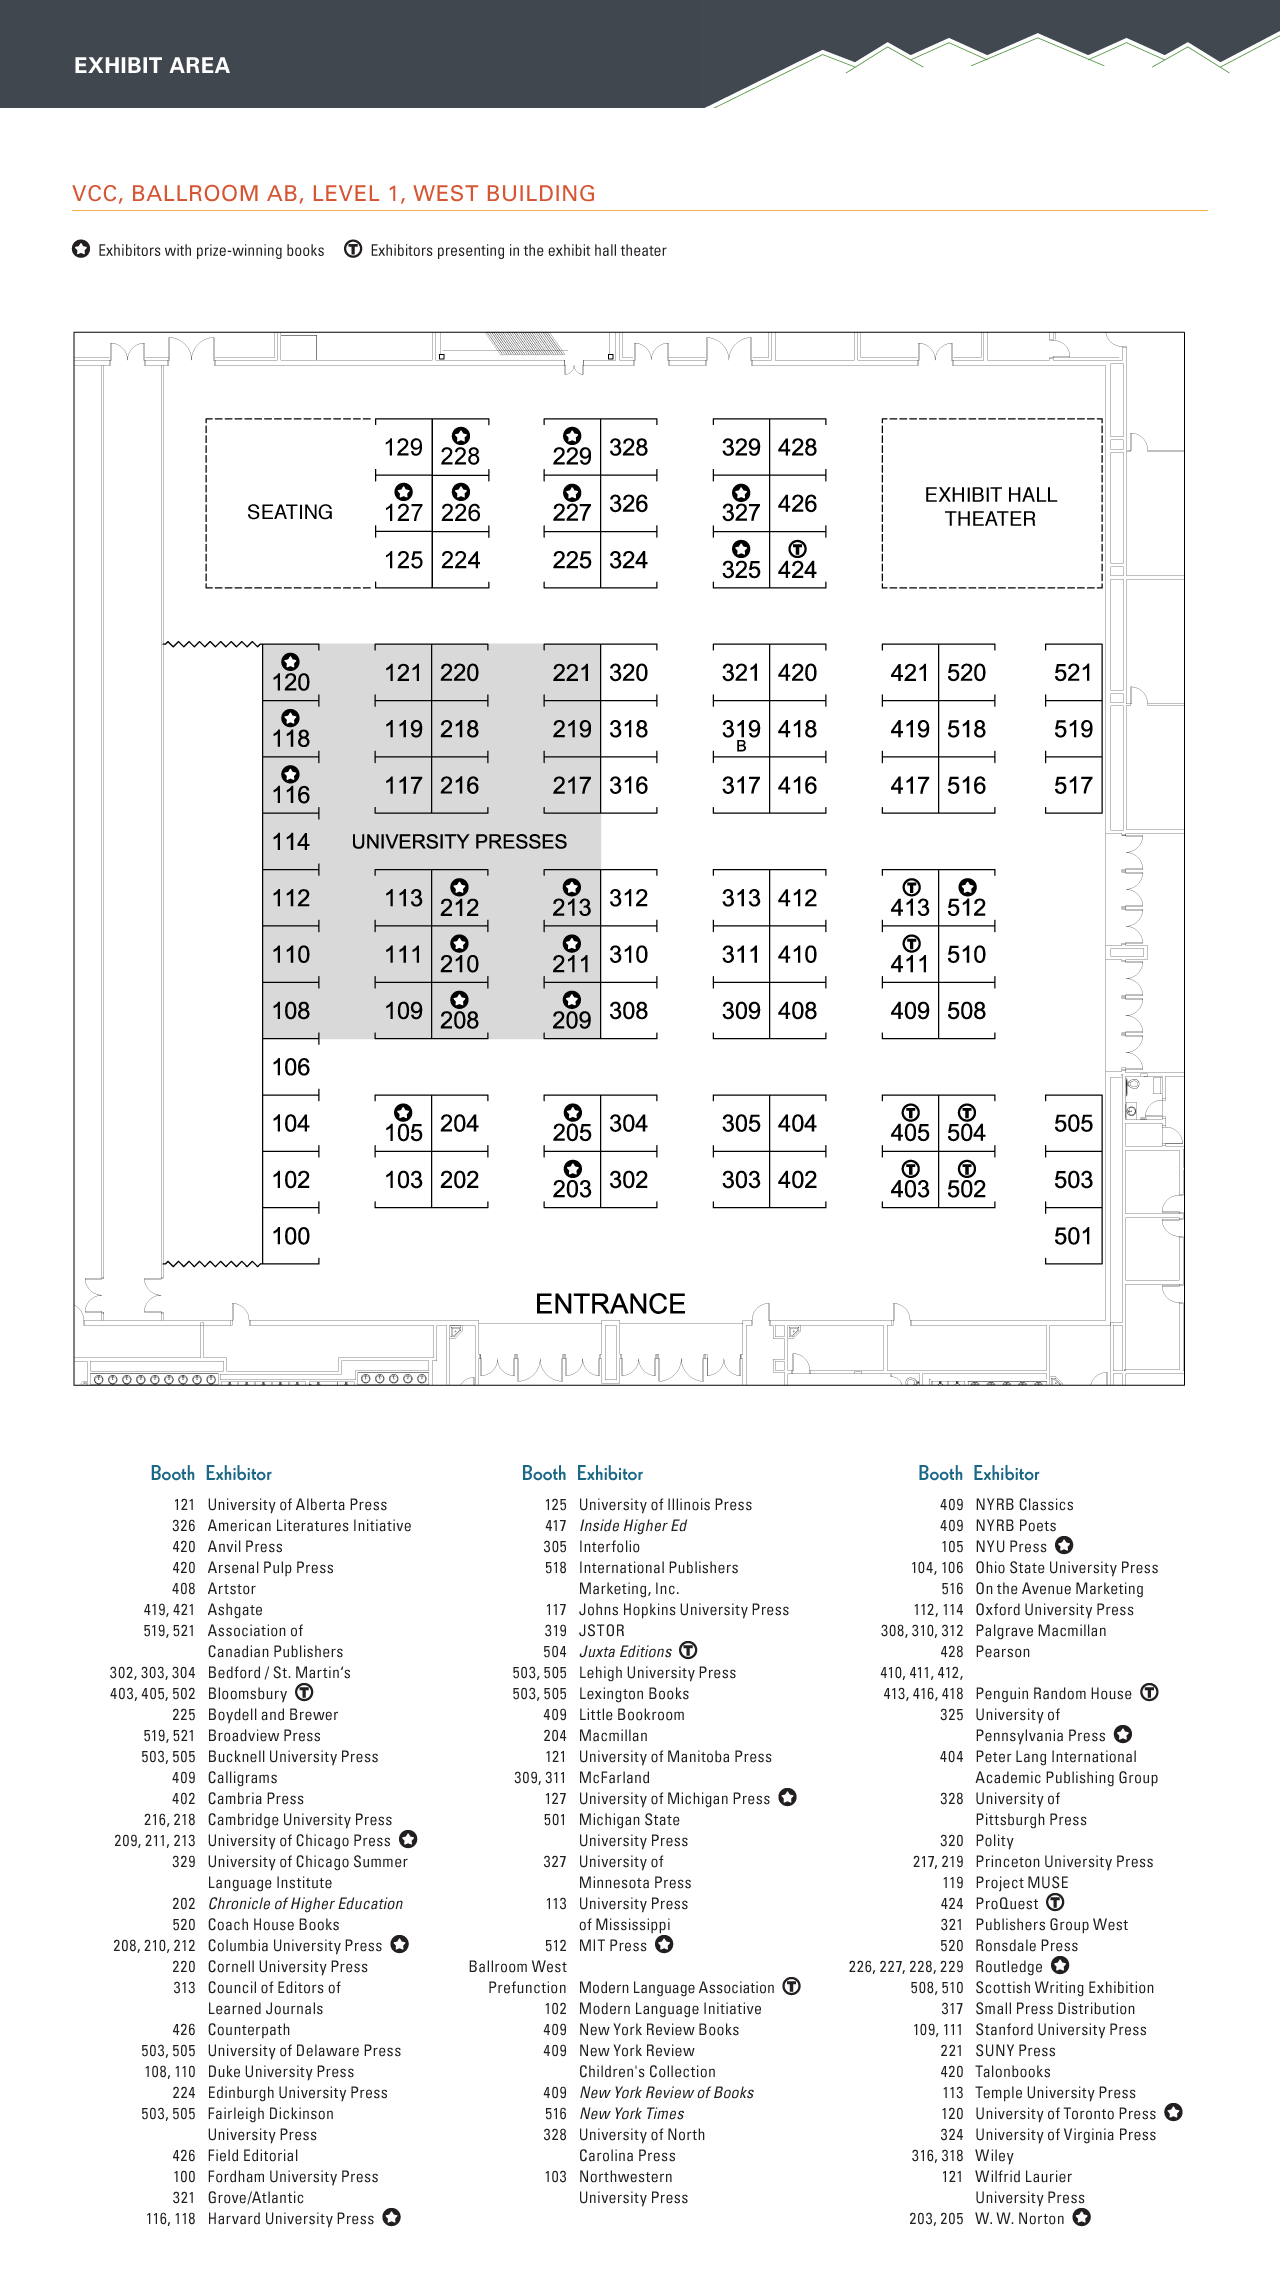 EXHIBIT AREA
VCC, BALLROOM AB, LEVEL 1, WEST BUILDING
Exhibitors with prize-winning books T Exhibitors presenting in the exhibit hall theater
129 228 229 328 329 428
SEATING 127 226 227 326 327 426 EXHIBIT HALL
THEATER
125 224 225 324 325 T 424
120 121 220 221 320 321 420 421 520 521
118 119 218 219 318 319 B 418 419 518 519
116 117 216 217 316 317 416 417 516 517
114 UNIVERSITY PRESSES
112 113 212 213 312 313 412 T 413 512
110 111 210 211 310 311 410 T 411 510
108 109 208 209 308 309 408 409 508
106
104 105 204 205 304 305 404 T 405 T 504 505
102 103 202 203 302 303 402 T 403 T 502 503
100 501
ENTRANCE
Booth Exhibitor
121 University of Alberta Press
326 American Literatures Initiative
420 Anvil Press
420 Arsenal Pulp Press
408 Artstor
419, 421 Ashgate
519, 521 Association of
Canadian Publishers
302, 303, 304 Bedford / St. Martin’s
403, 405, 502 Bloomsbury T
225 Boydell and Brewer
519, 521 Broadview Press
503, 505 Bucknell University Press
409 Calligrams
402 Cambria Press
216, 218 Cambridge University Press
209, 211, 213 University of Chicago Press
329 University of Chicago Summer
Language Institute
202 Chronicle of Higher Education
520 Coach House Books
208, 210, 212 Columbia University Press
220 Cornell University Press
313 Council of Editors of
Learned Journals
426 Counterpath
503, 505 University of Delaware Press
108, 110 Duke University Press
224 Edinburgh University Press
503, 505 Fairleigh Dickinson
University Press
426 Field Editorial
100 Fordham University Press
321 Grove/Atlantic
116, 118 Harvard University Press
Booth Exhibitor
125 University of Illinois Press
417 Inside Higher Ed
305 Interfolio
518 International Publishers
Marketing, Inc.
117 Johns Hopkins University Press
319 JSTOR
504 Juxta Editions T
503, 505 Lehigh University Press
503, 505 Lexington Books
409 Little Bookroom
204 Macmillan
121 University of Manitoba Press
309, 311 McFarland
127 University of Michigan Press
501 Michigan State
University Press
327 University of
Minnesota Press
113 University Press
of Mississippi
512 MIT Press
Ballroom West
Prefunction Modern Language Association T
102 Modern Language Initiative
409 New York Review Books
409 New York Review
Children's Collection
409 New York Review of Books
516 New York Times
328 University of North
Carolina Press
103 Northwestern
University Press
Booth Exhibitor
409 NYRB Classics
409 NYRB Poets
105 NYU Press
104, 106 Ohio State University Press
516 On the Avenue Marketing
112, 114 Oxford University Press
308, 310, 312 Palgrave Macmillan
428 Pearson
410, 411, 412,
413, 416, 418 Penguin Random House T
325 University of
Pennsylvania Press
404 Peter Lang International
Academic Publishing Group
328 University of
Pittsburgh Press
320 Polity
217, 219 Princeton University Press
119 Project MUSE
424 ProQuest T
321 Publishers Group West
520 Ronsdale Press
226, 227, 228, 229 Routledge
508, 510 Scottish Writing Exhibition
317 Small Press Distribution
109, 111 Stanford University Press
221 SUNY Press
420 Talonbooks
113 Temple University Press
120 University of Toronto Press
324 University of Virginia Press
316, 318 Wiley
121 Wilfrid Laurier
University Press
203, 205 W. W. Norton